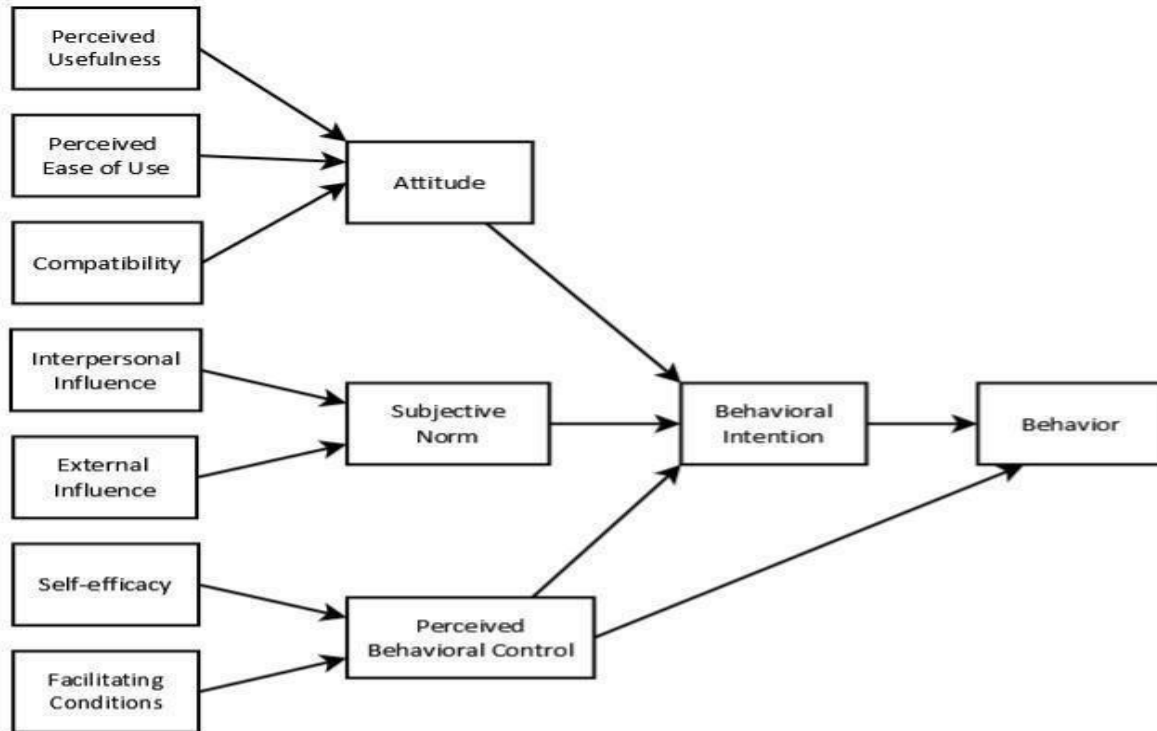 Perceived
Usefulness
Perceived
Ease of Use
Compatibility
Interpersonal
Influence
External
Influence
Self-efficacy
Facilitating
Conditions
Attitude
Subjective
Norm
Perceived
Behavioral Control
Behavioral
Intention
Behavior